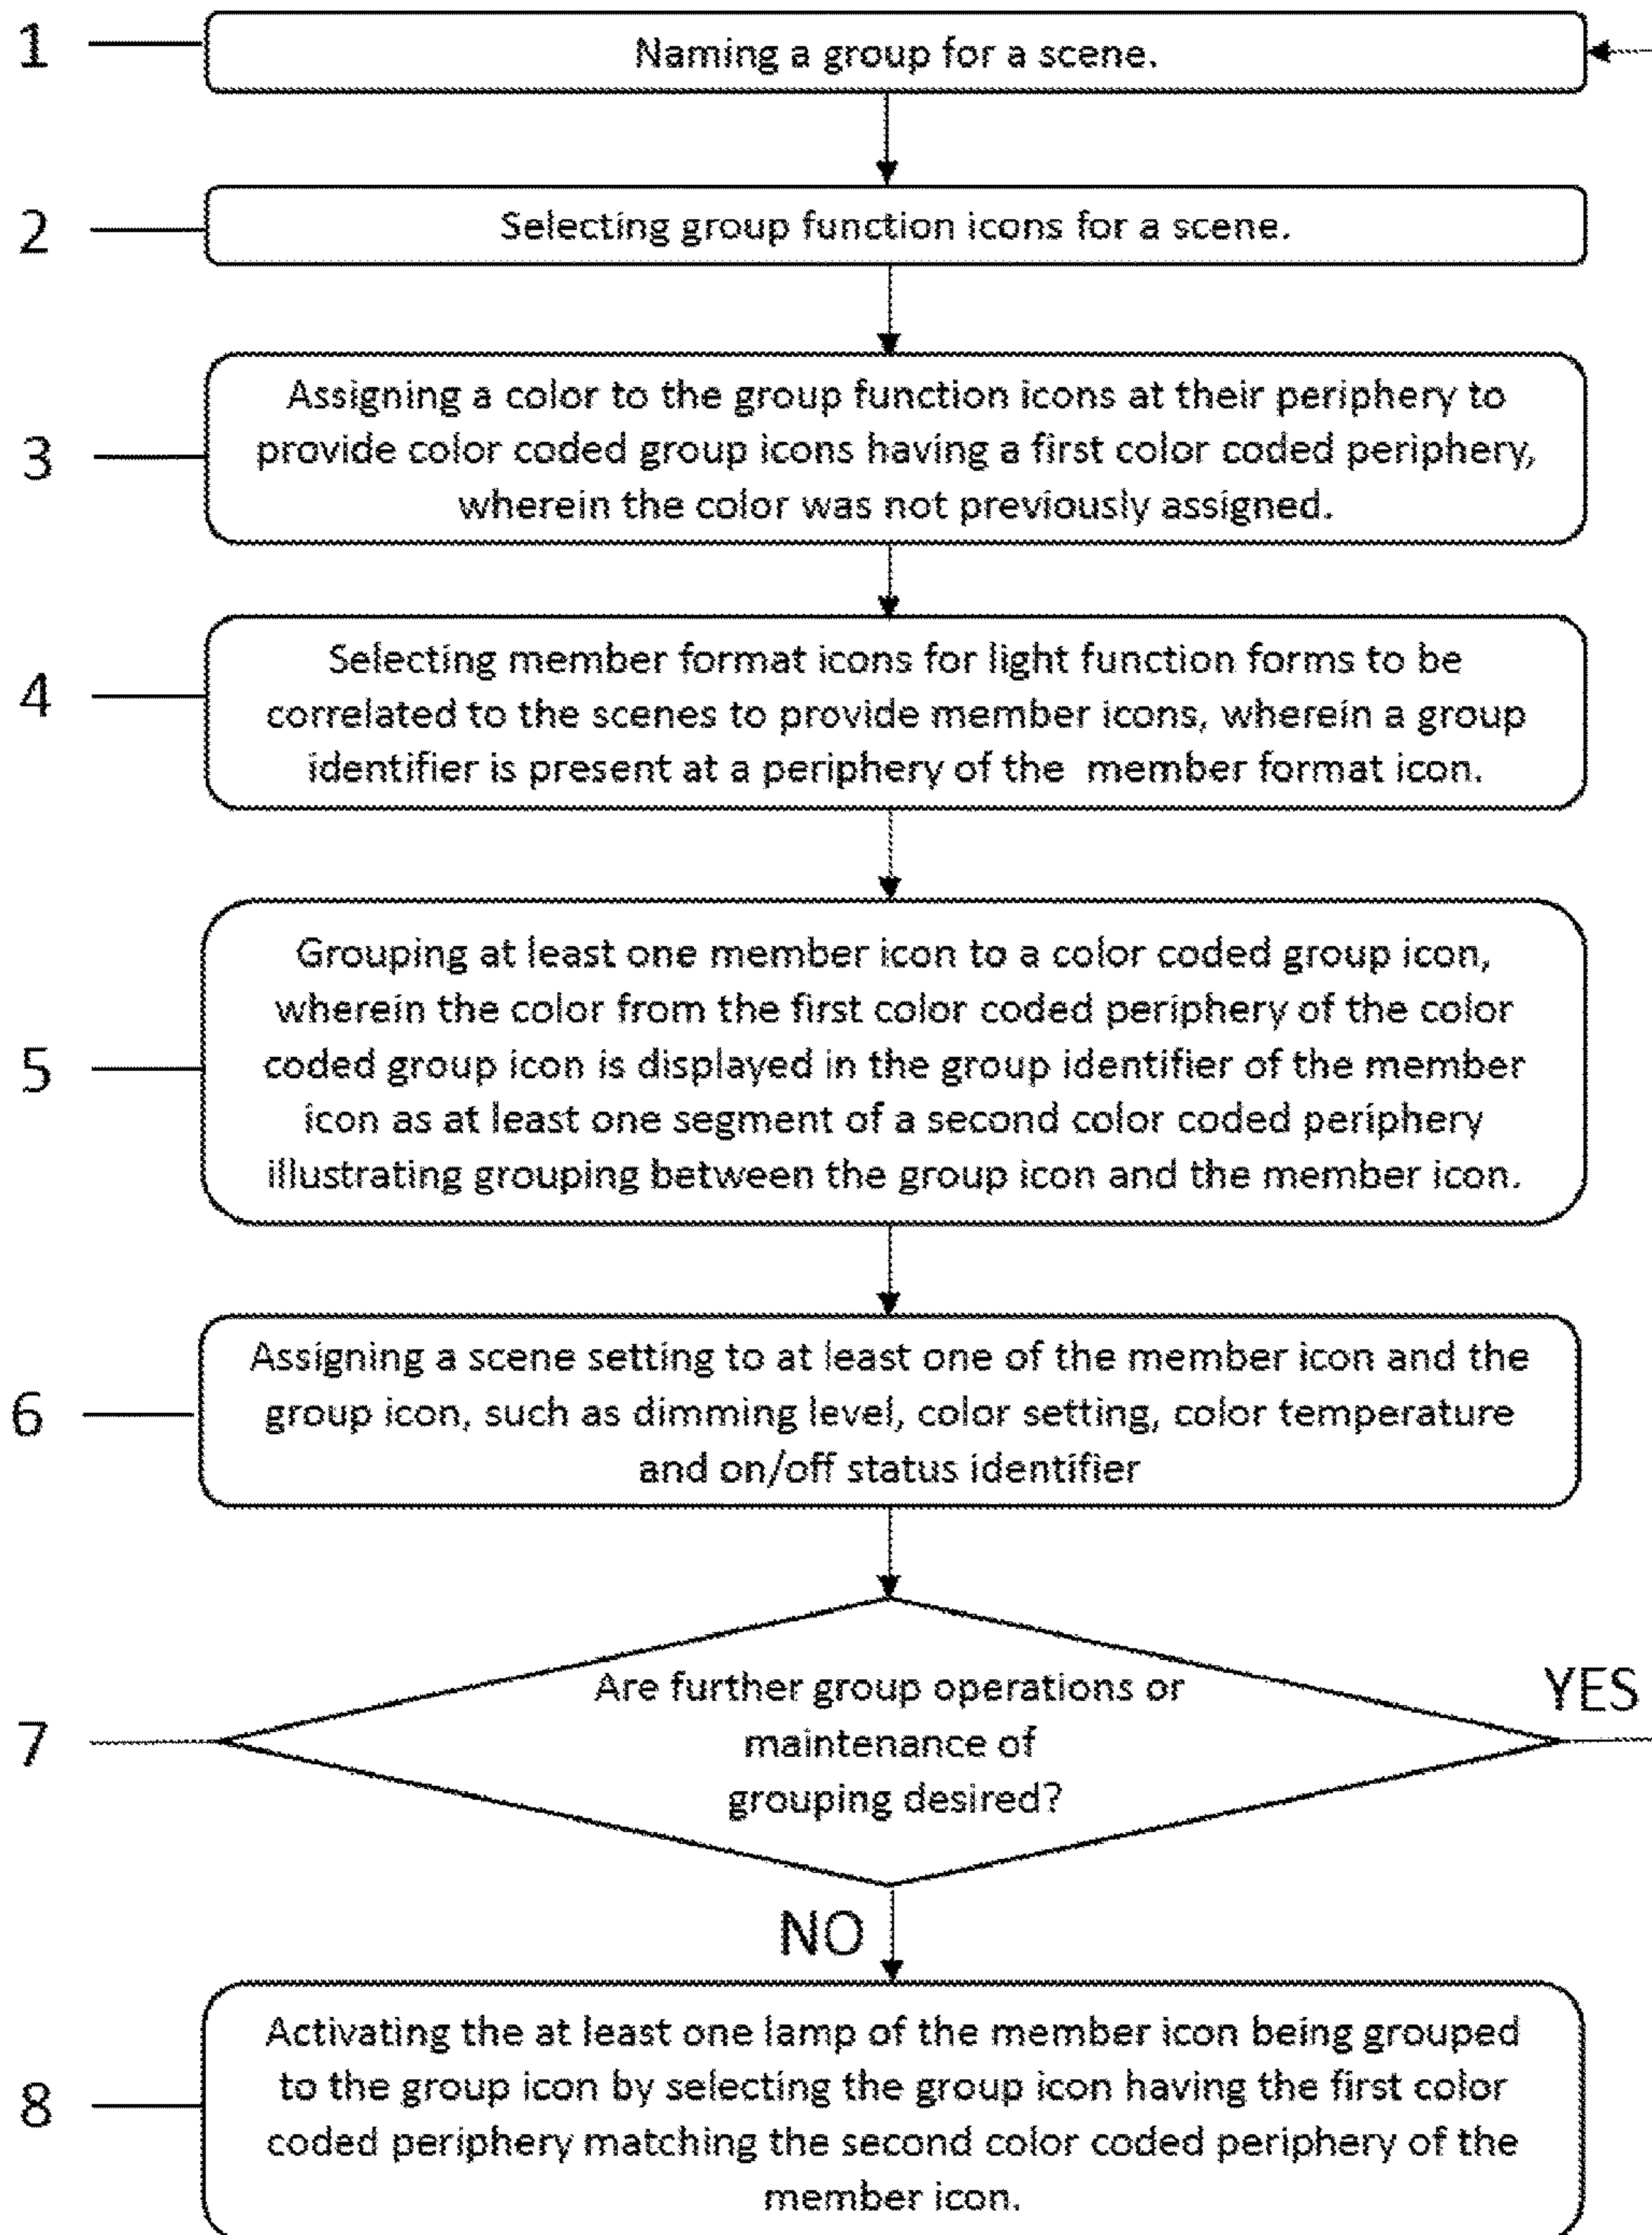 1
Naming a group for a scene.
2
Selecting group function icons for a scene.
3
Assigning a color to the group function icons at their periphery to
provide color coded group icons having a first color coded periphery,
wherein the color was not previously assigned.
4
Selecting member format icons for light function forms to be
correlated to the scenes to provide member icons, wherein a group
identifier is present at a periphery of the member format icon.
5
Grouping at least one member icon to a color coded group icon,
wherein the color from the first color coded periphery of the color
coded group icon is displayed in the group identifier of the member
icon as at least one segment of a second color coded periphery
illustrating grouping between the group icon and the member icon.
6
Assigning a scene setting to at least one of the member icon and the
group icon, such as dimming level, color setting, color temperature
and on/off status identifier
7
Are further group operations or
maintenance of
grouping desired?
YES
NO
8
Activating the at least one lamp of the member icon being grouped
to the group icon by selecting the group icon having the first color
coded periphery matching the second color coded periphery of the
member icon.